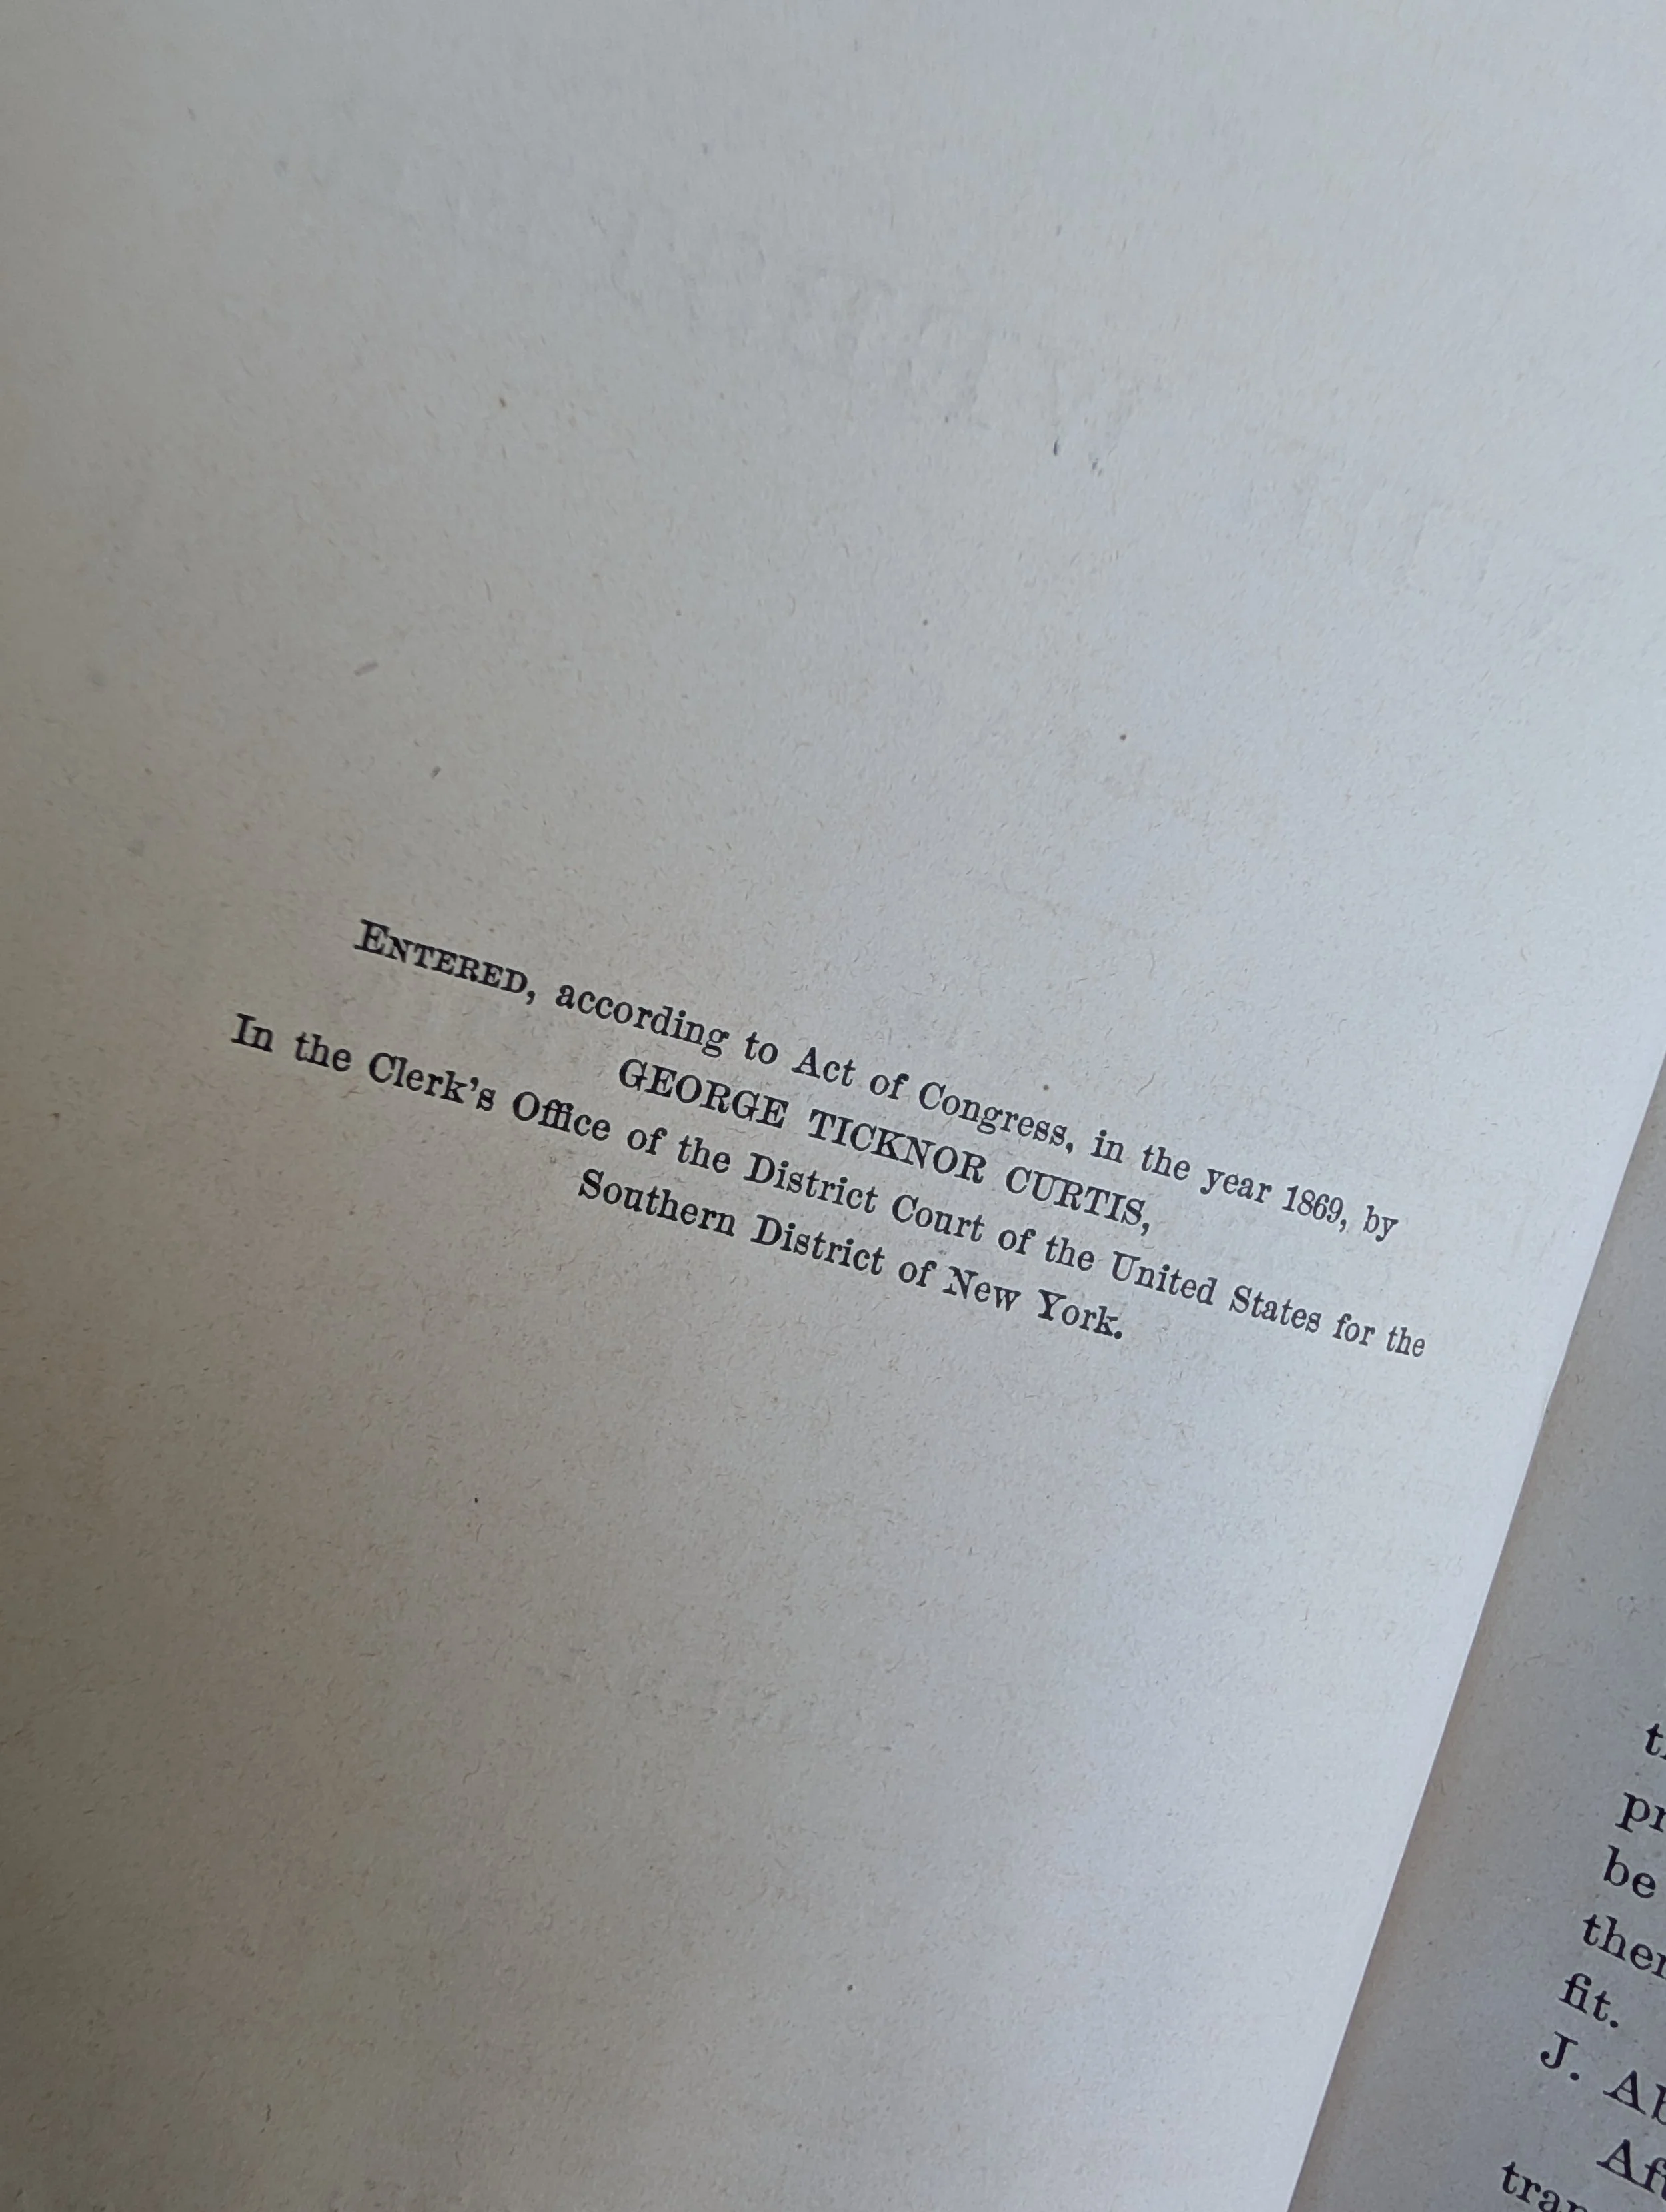 ENTERED, according to Act of Congress, in the year 1869, by
GEORGE TICKNOR CURTIS,
In the Clerk's Office of the District Court of the United States for the
Southern District of New York.
be
fit.
J.